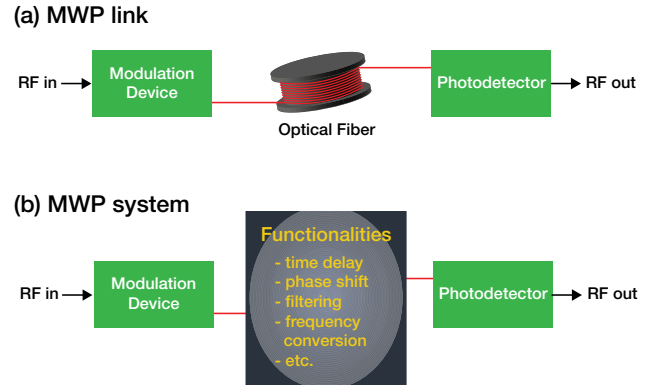 (a) MWP link
RF in
Modulation
Device
Optical Fiber
Photodetector
RF out
(b) MWP system
RF in
Modulation
Device
Functionalities
- time delay
- phase shift
- filtering
- frequency
conversion
- etc.
Photodetector
RF out